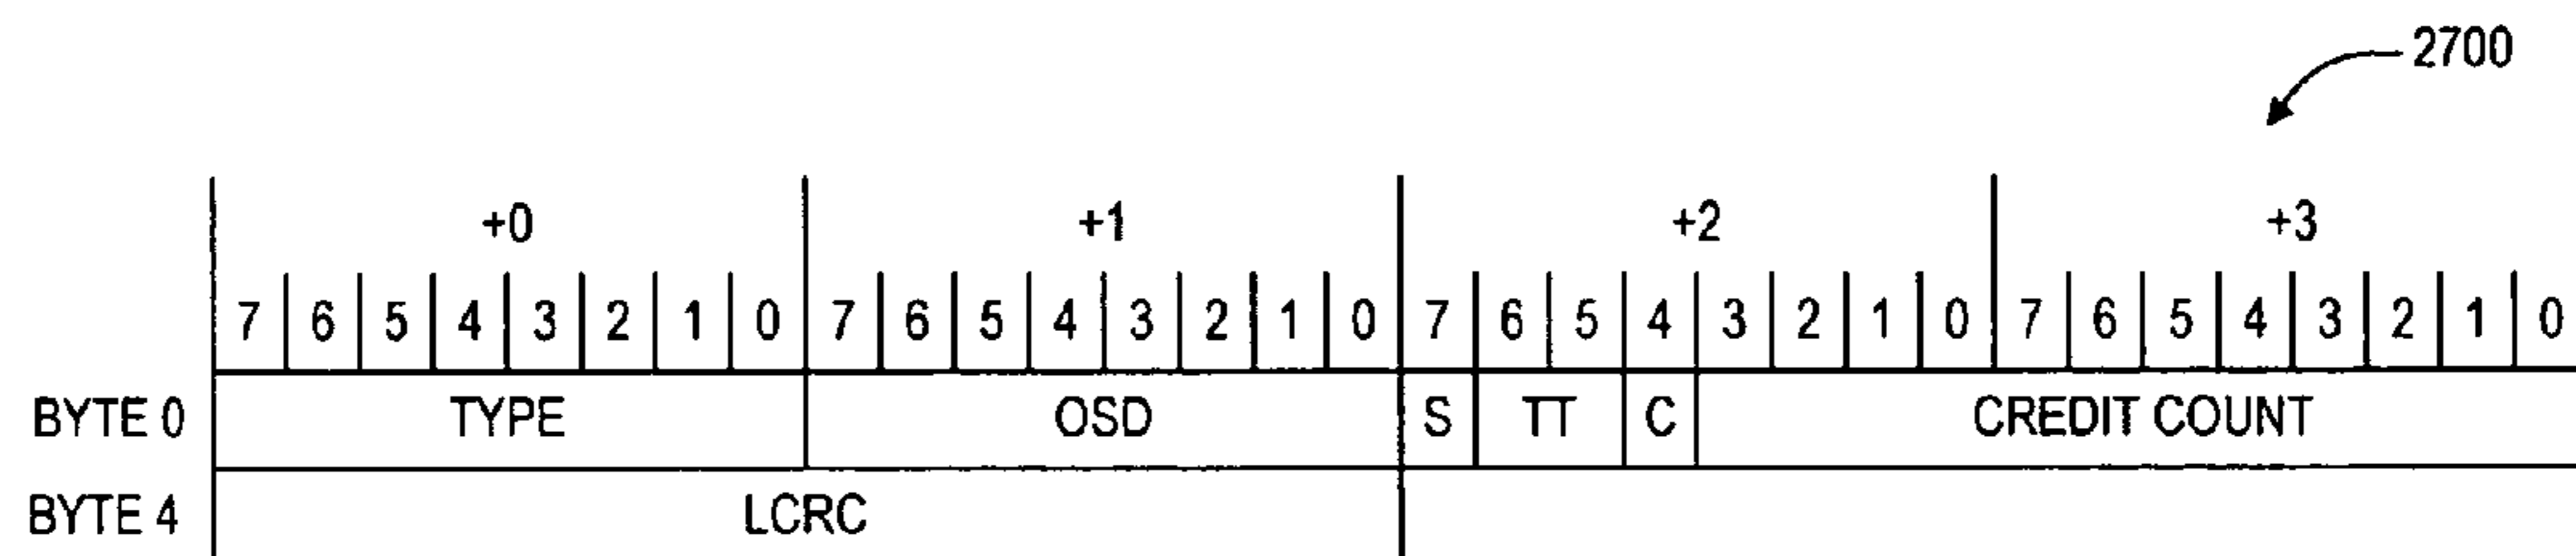 2700
+0 +1 +2 +3
7 6 5 4 3 2 1 0 7 6 5 4 3 2 1 0 7 6 5 4 3 2 1 0 7 6 5 4 3 2 1 0
BYTE 0 TYPE OSD S TT C CREDIT COUNT
BYTE 4 LCRC